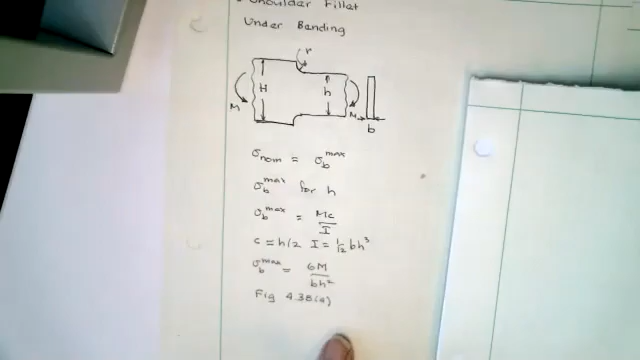 Shoulder Fillet
Under Bending
r
H
h
M
M
b
σnom = σb^max
σb^max for h
σb^max = Mc/I
c = h/2 I = 1/12 bh³
σb^max = 6M/bh²
Fig 4.38(a)